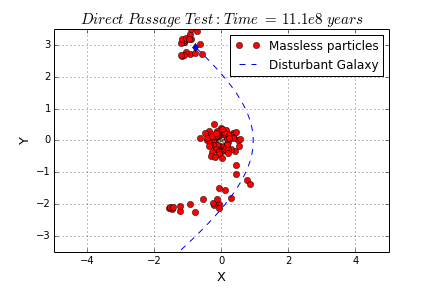 Direct Passage Test: Time = 11.1e8 years
Massless particles
Disturbant Galaxy
3
2
1
0
−1
−2
−3
Y
−4
−2
0
2
4
X